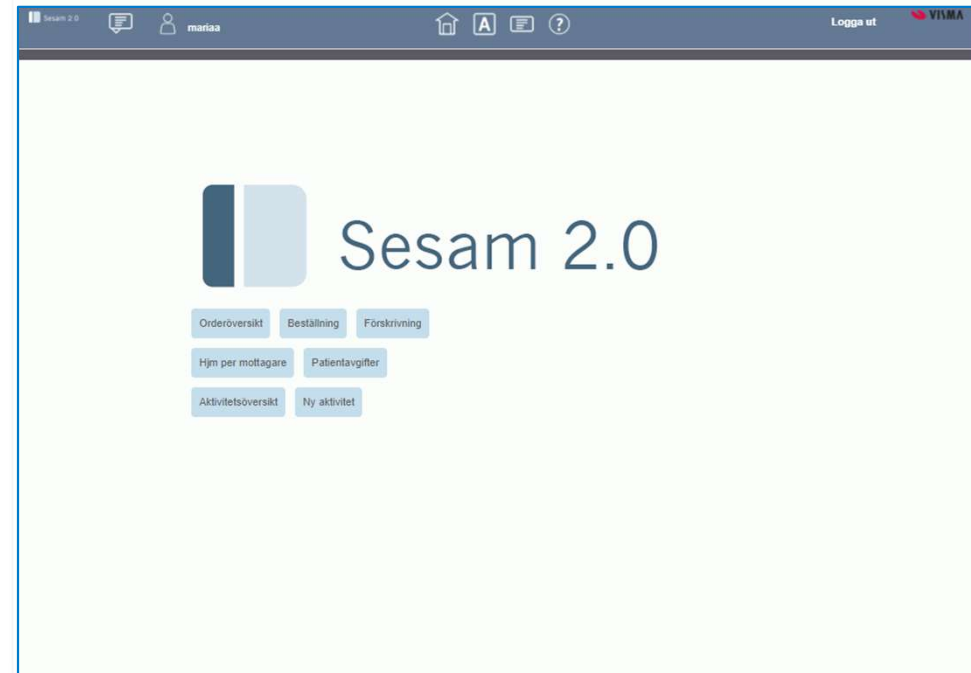 Sesam 2.0 mariaa A ? Logga ut VISMA
Sesam 2.0
Orderöversikt Beställning Förskrivning
Hjm per mottagare Patientavgifter
Aktivitetsöversikt Ny aktivitet